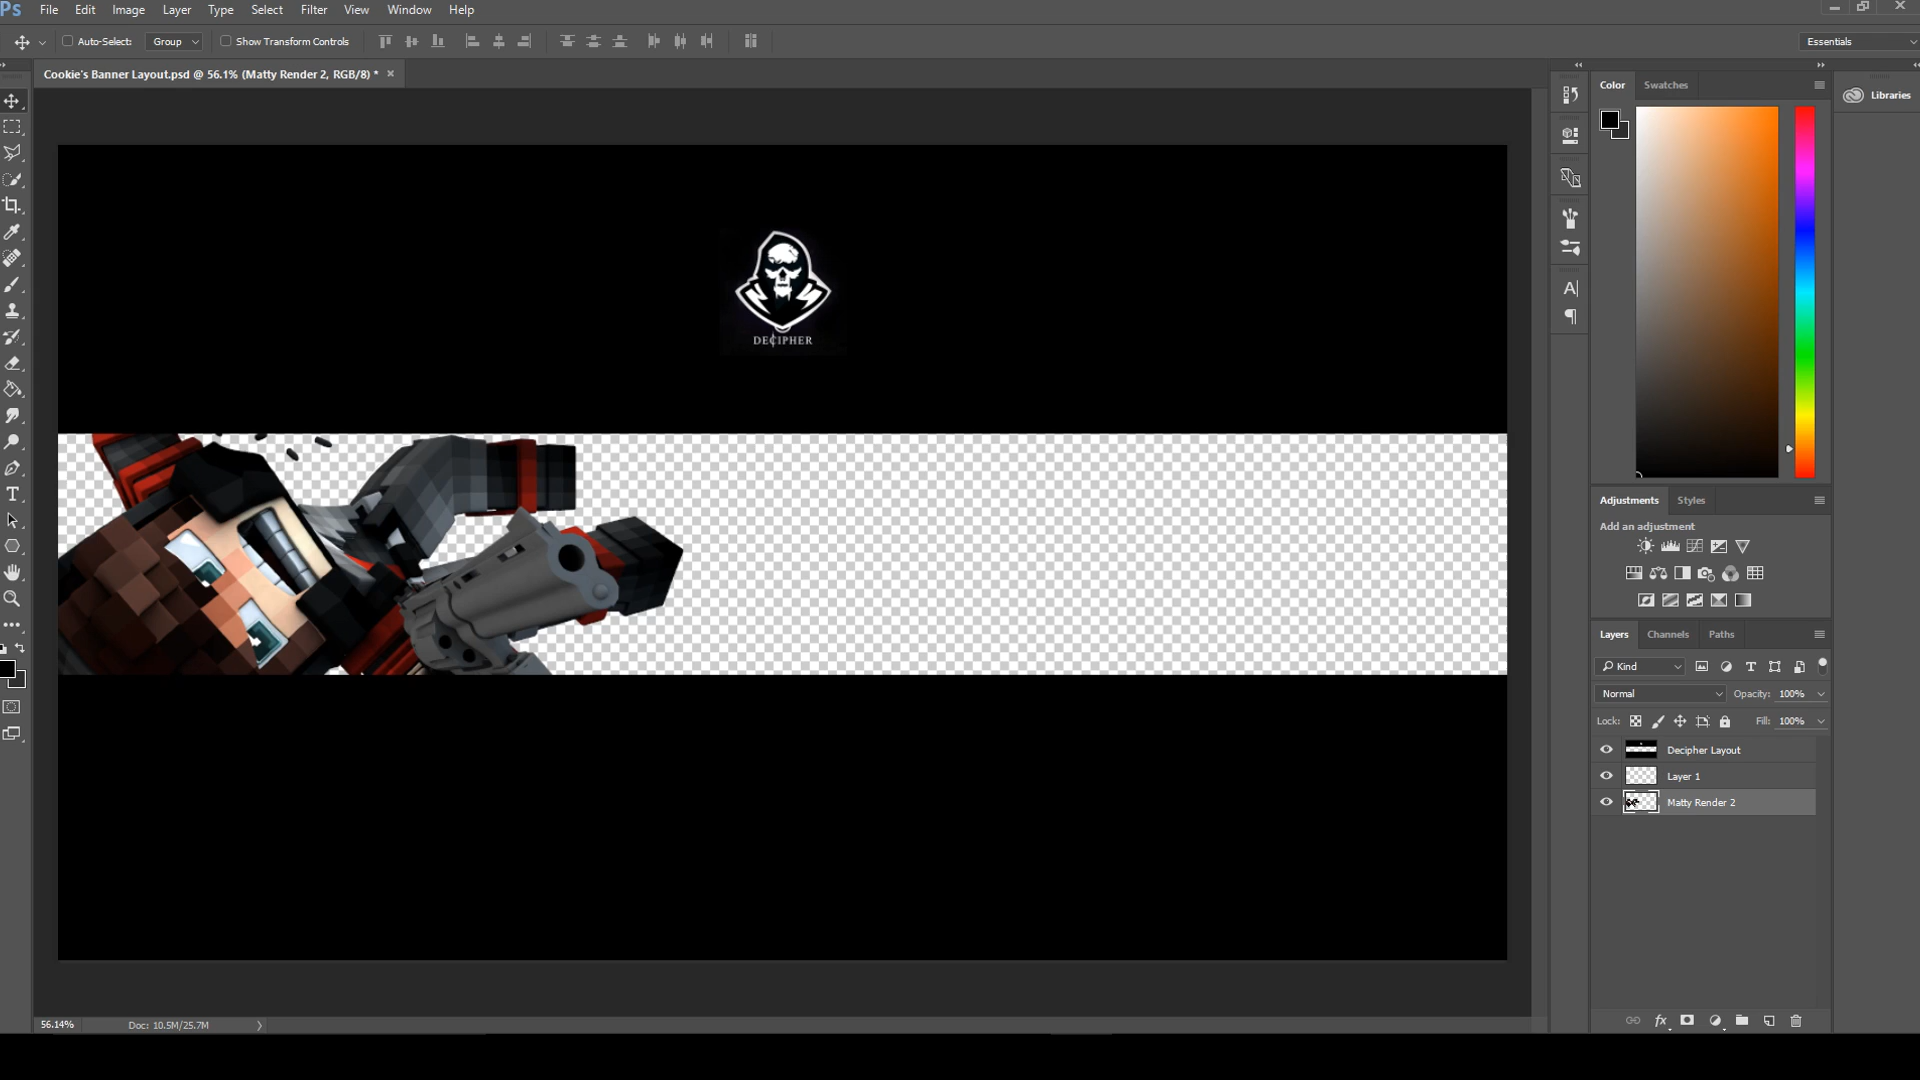 Ps File Edit Image Layer Type Select Filter View Window Help
Auto-Select: Group Show Transform Controls Essentials
Cookie's Banner Layout.psd @ 56.1% (Matty Render 2, RGB/8) * ×
Color Swatches
Libraries
DECIPHER
Adjustments Styles
Add an adjustment
Layers Channels Paths
Kind
Normal Opacity: 100%
Lock: Fill: 100%
Decipher Layout
Layer 1
Matty Render 2
56.14% Doc: 10.5M/25.7M